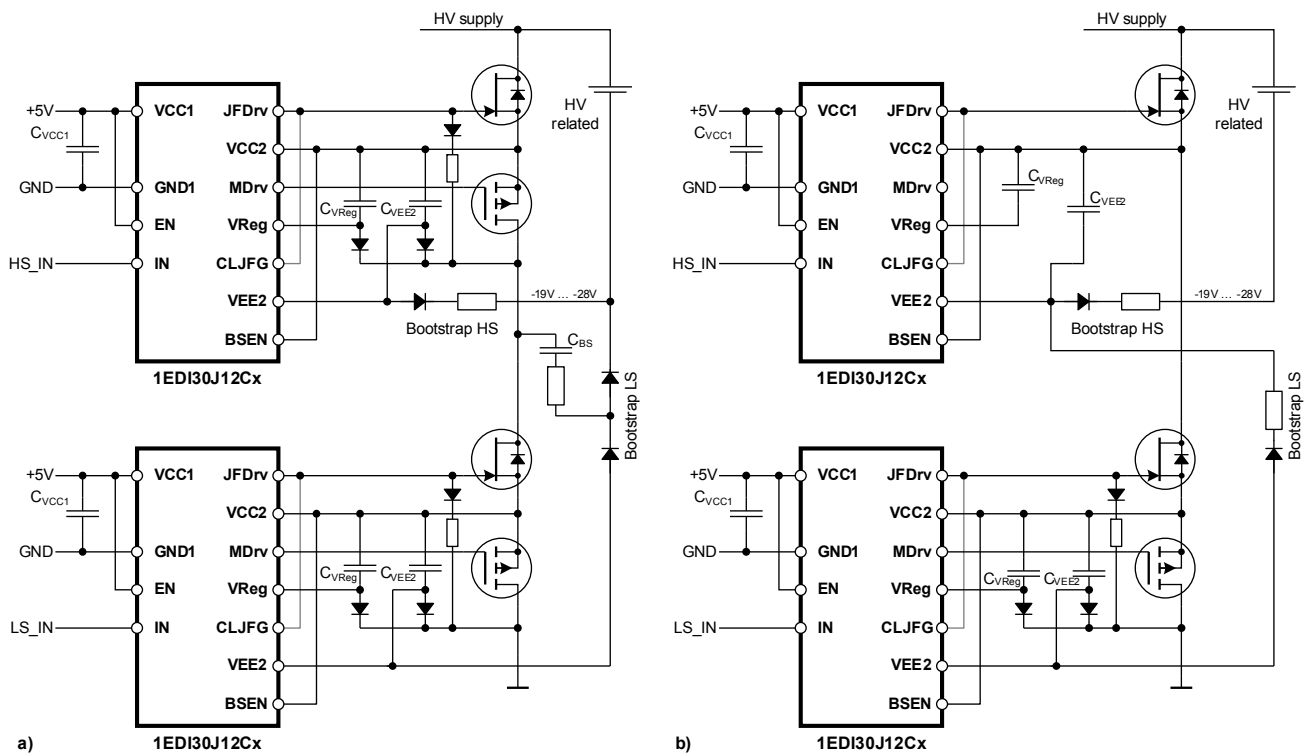 HV supply
HV
related
+5V
CVCC1
GND
HS_IN
VCC1
GND1
EN
IN
JFDrv
VCC2
MDrv
VReg
CLJFG
VEE2
BSEN
CVReg
CVEE2
-19V ... -28V
Bootstrap HS
1EDI30J12Cx
CBS
Bootstrap LS
+5V
CVCC1
GND
LS_IN
VCC1
GND1
EN
IN
JFDrv
VCC2
MDrv
VReg
CLJFG
VEE2
BSEN
CVReg
CVEE2
a)
1EDI30J12Cx
HV supply
HV
related
+5V
CVCC1
GND
HS_IN
VCC1
GND1
EN
IN
JFDrv
VCC2
MDrv
VReg
CLJFG
VEE2
BSEN
CVReg
CVEE2
-19V ... -28V
Bootstrap HS
1EDI30J12Cx
Bootstrap LS
+5V
CVCC1
GND
LS_IN
VCC1
GND1
EN
IN
JFDrv
VCC2
MDrv
VReg
CLJFG
VEE2
BSEN
CVReg
CVEE2
b)
1EDI30J12Cx